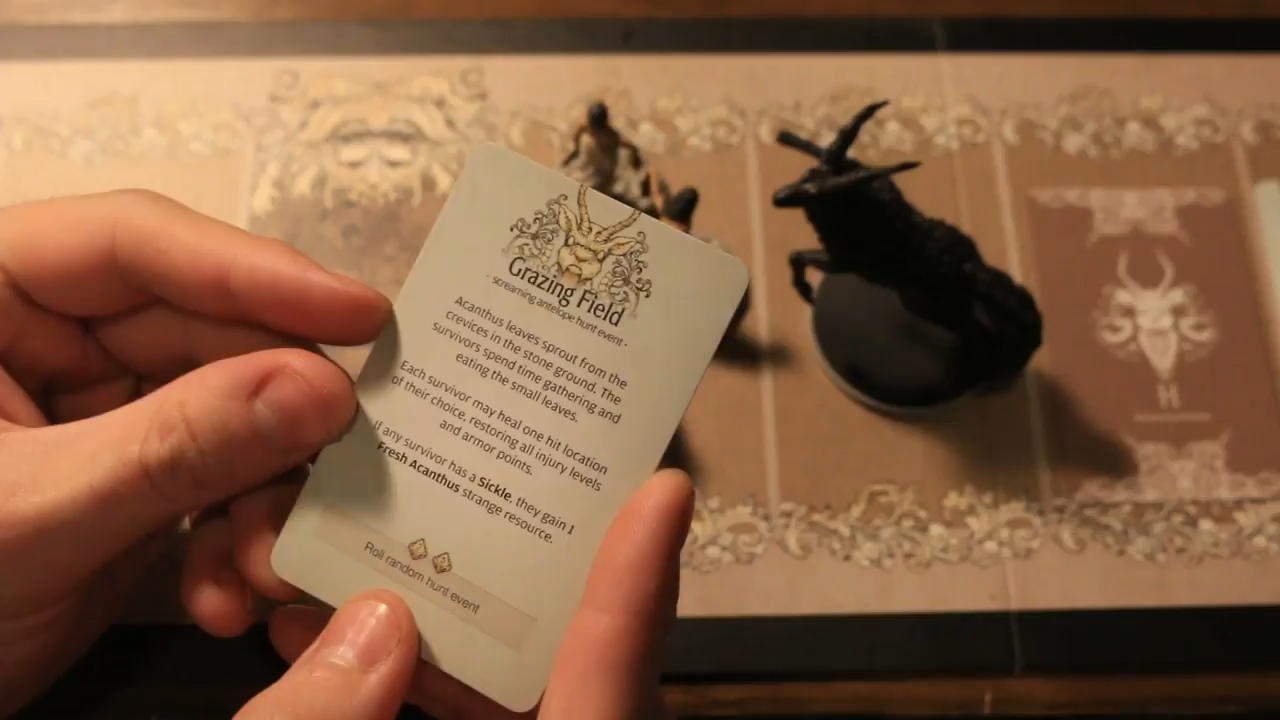 Grazing Field
- screaming antelope hunt event -
Acanthus leaves sprout from the
crevices in the stone ground. The
survivors spend time gathering and
eating the small leaves.
Each survivor may heal one hit location
of their choice, restoring all injury levels
and armor points.
If any survivor has a Sickle, they gain 1
Fresh Acanthus strange resource.
Roll random hunt event
H